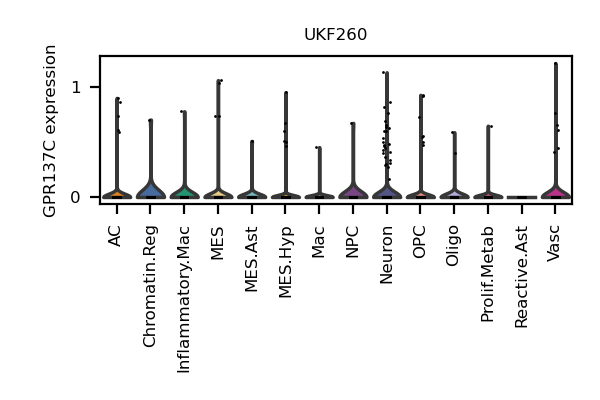 UKF260
GPR137C expression
1
0
AC
Chromatin.Reg
Inflammatory.Mac
MES
MES.Ast
MES.Hyp
Mac
NPC
Neuron
OPC
Oligo
Prolif.Metab
Reactive.Ast
Vasc